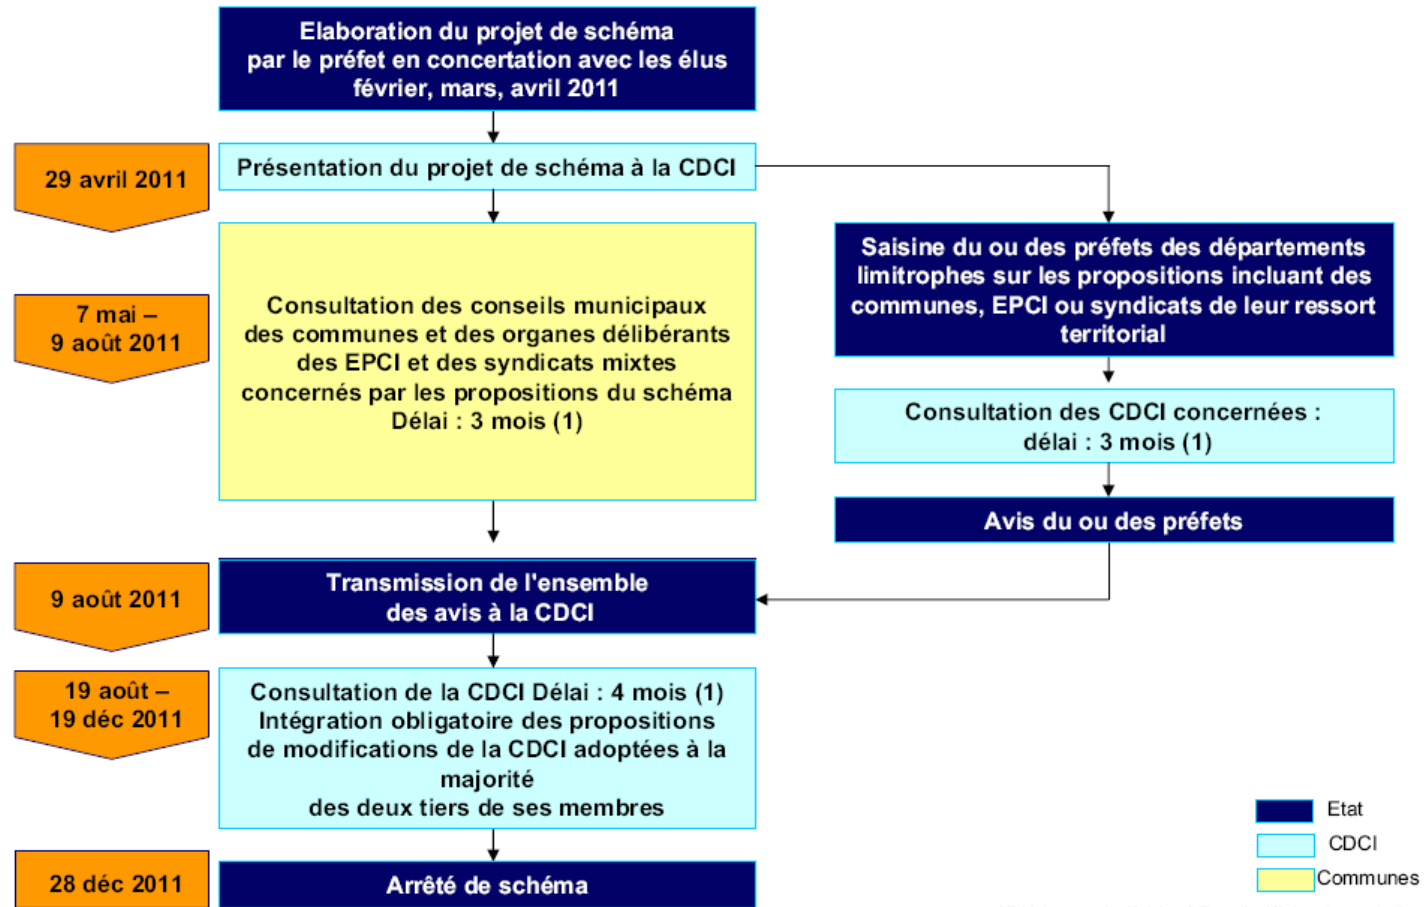 Elaboration du projet de schéma
par le préfet en concertation avec les élus
février, mars, avril 2011
29 avril 2011
Présentation du projet de schéma à la CDCI
7 mai –
9 août 2011
Consultation des conseils municipaux
des communes et des organes délibérants
des EPCI et des syndicats mixtes
concernés par les propositions du schéma
Délai : 3 mois (1)
Saisine du ou des préfets des départements
limitrophes sur les propositions incluant des
communes, EPCI ou syndicats de leur ressort
territorial
Consultation des CDCI concernées :
délai : 3 mois (1)
Avis du ou des préfets
9 août 2011
Transmission de l'ensemble
des avis à la CDCI
19 août –
19 déc 2011
Consultation de la CDCI Délai : 4 mois (1)
Intégration obligatoire des propositions
de modifications de la CDCI adoptées à la
majorité
des deux tiers de ses membres
28 déc 2011
Arrêté de schéma
Etat
CDCI
Communes